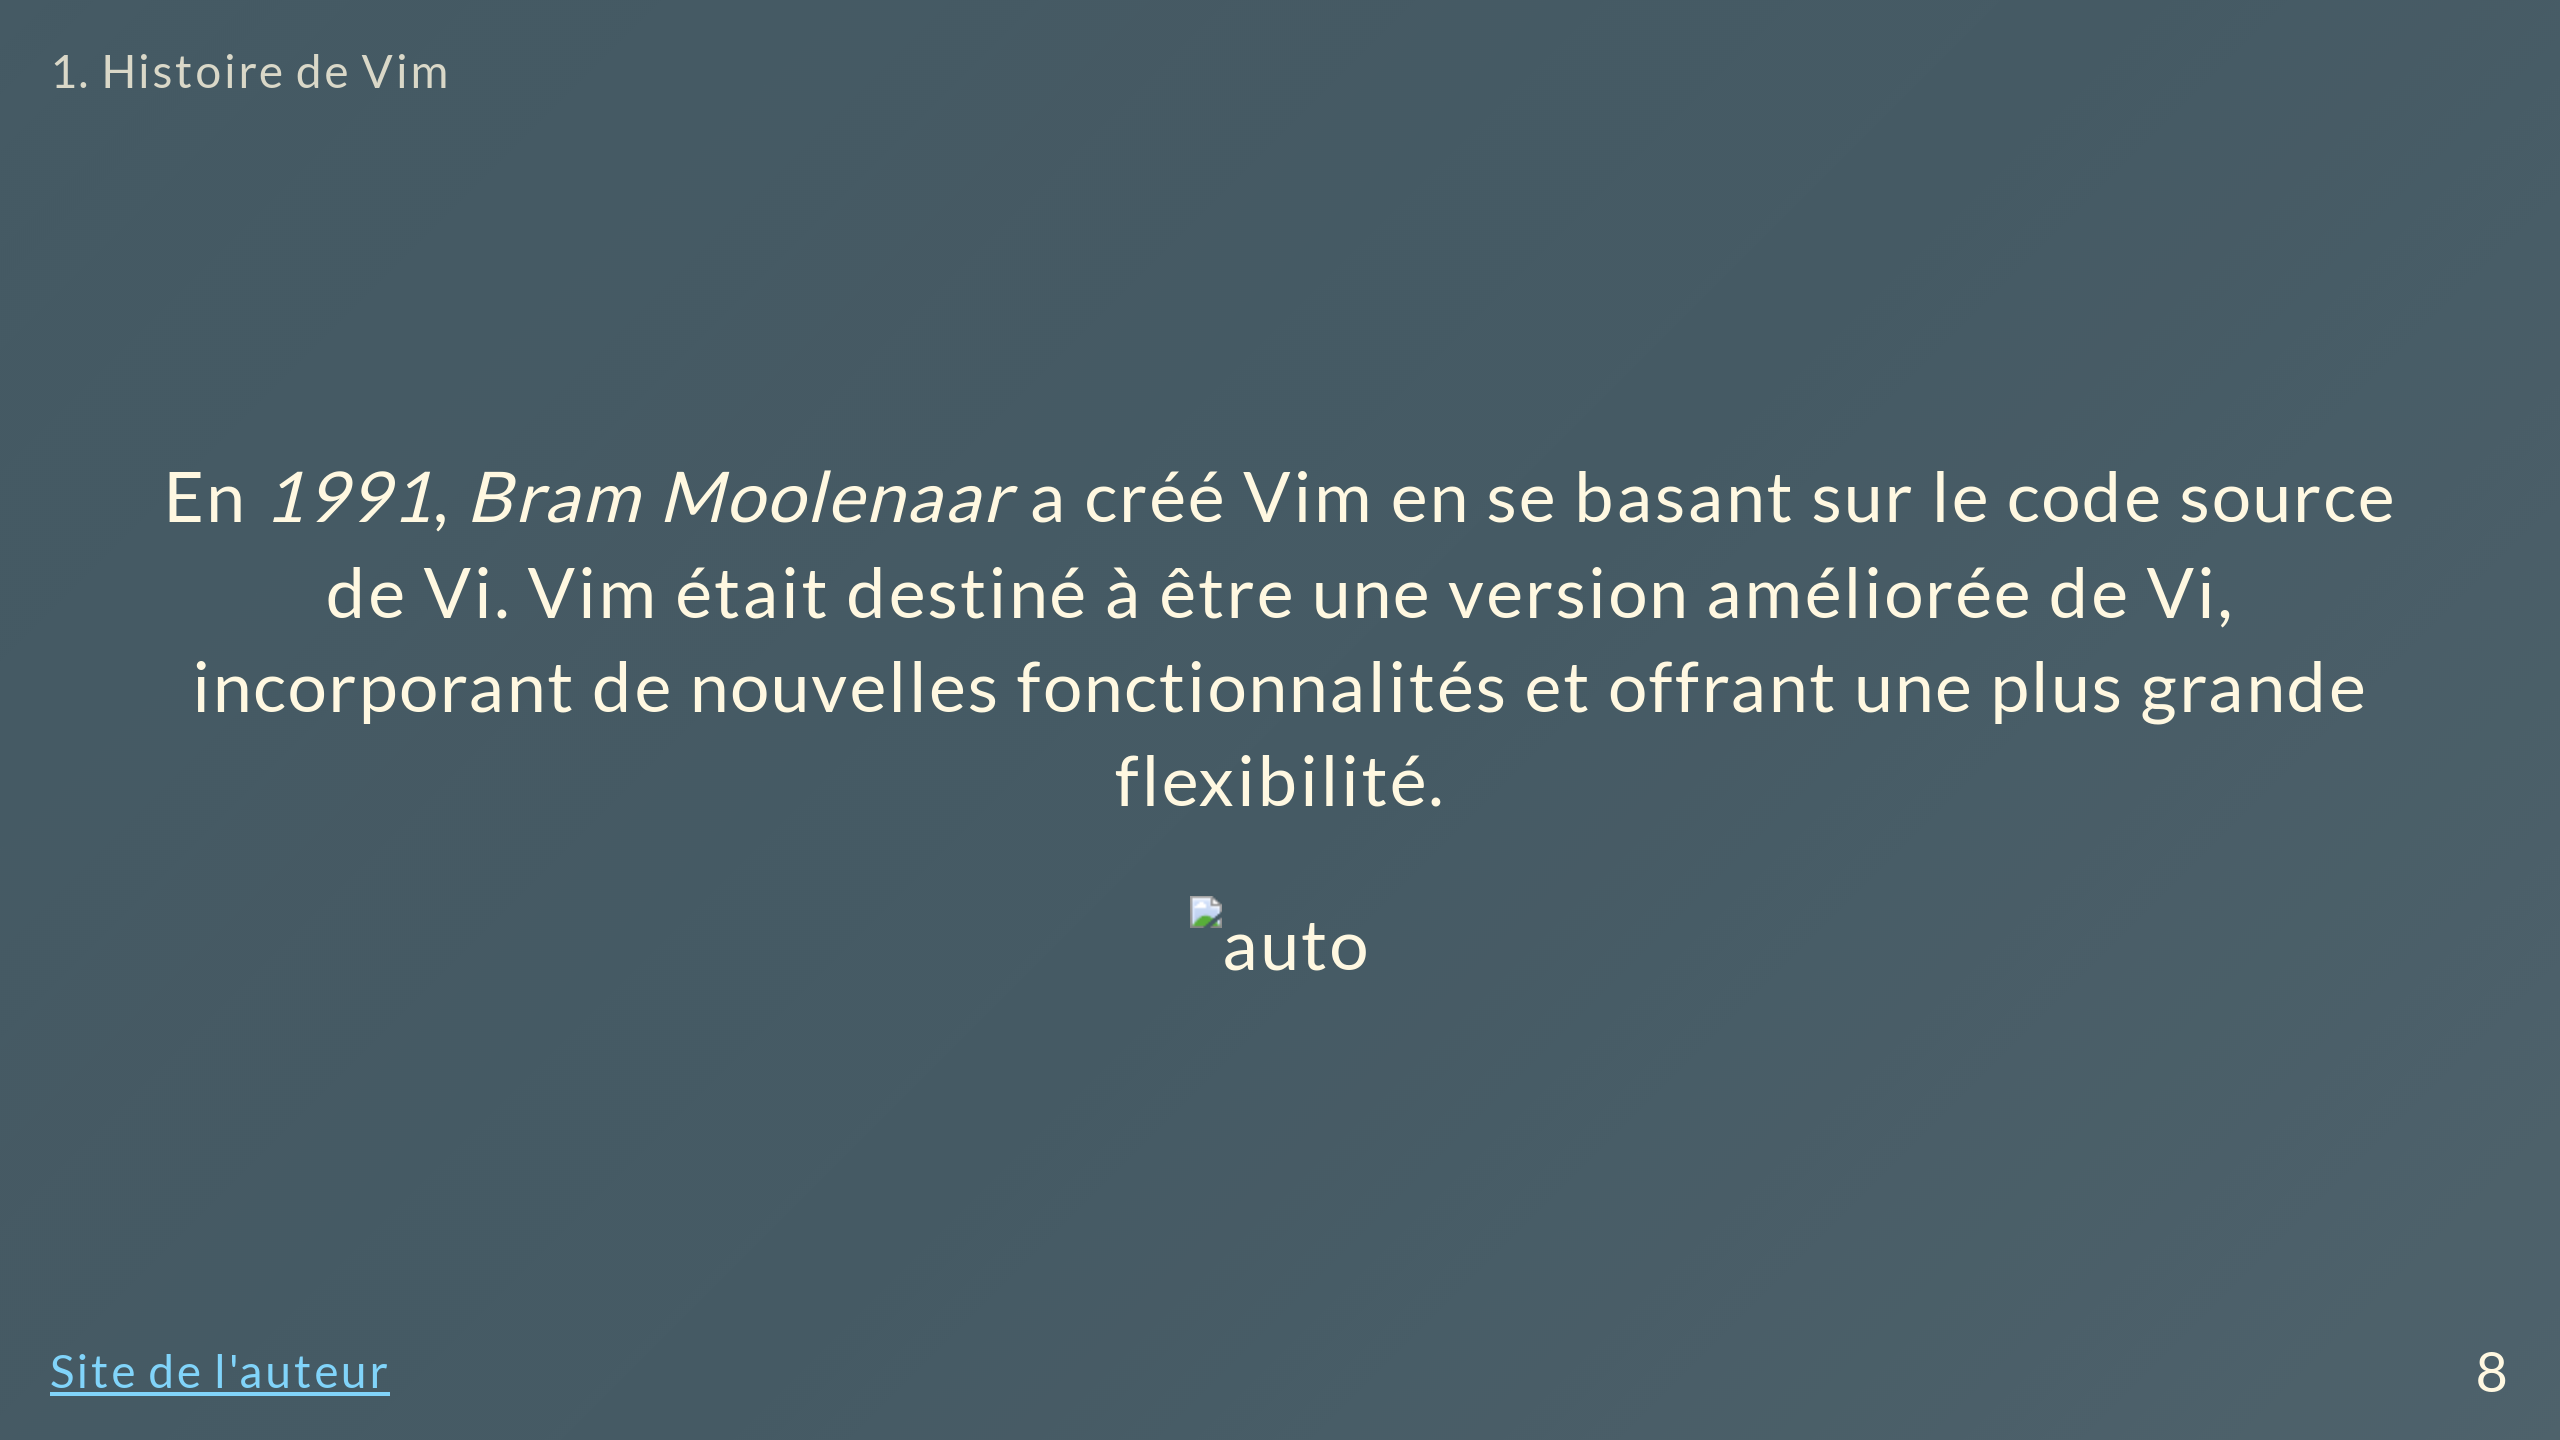 1. Histoire de Vim
En 1991, Bram Moolenaar a créé Vim en se basant sur le code source
de Vi. Vim était destiné à être une version améliorée de Vi,
incorporant de nouvelles fonctionnalités et offrant une plus grande
flexibilité.
auto
Site de l'auteur
8